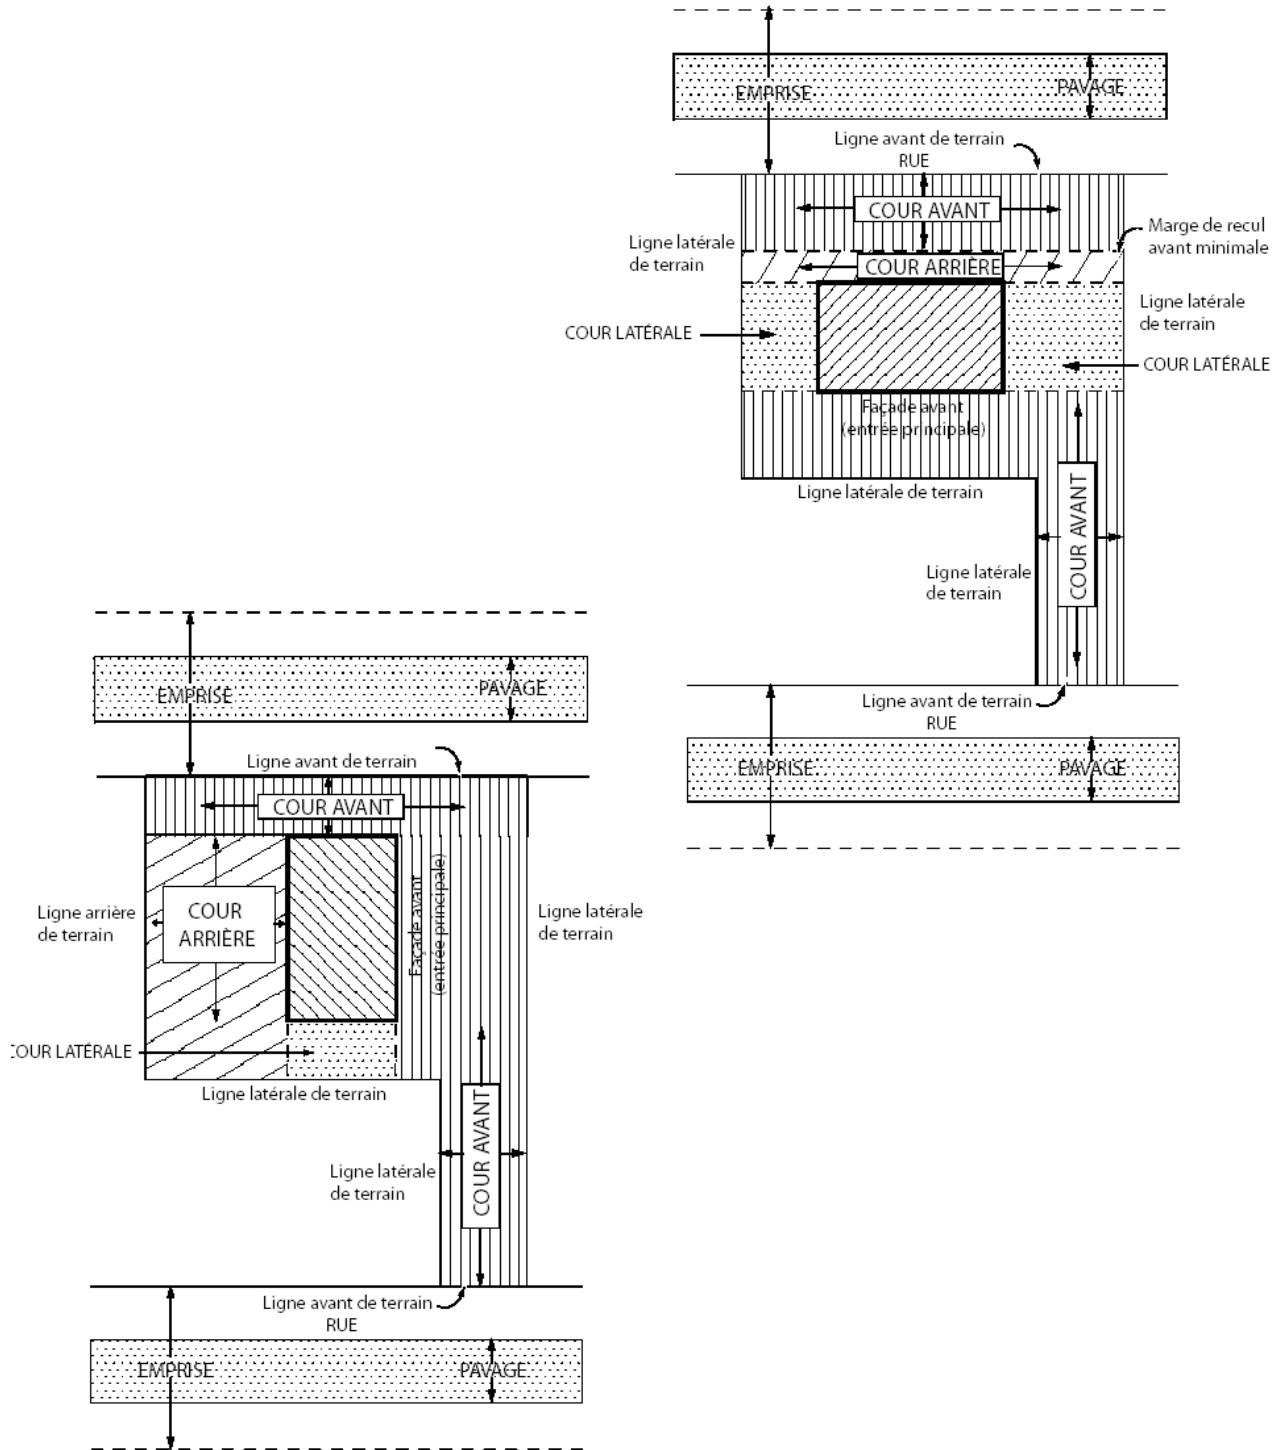 EMPRISE
PAVAGE
Ligne avant de terrain
RUE
COUR AVANT
Ligne latérale
de terrain
Marge de recul
avant minimale
COUR ARRIÈRE
Ligne latérale
de terrain
COUR LATÉRALE
COUR LATÉRALE
Façade avant
(entrée principale)
Ligne latérale de terrain
COUR AVANT
Ligne latérale
de terrain
Ligne avant de terrain
RUE
EMPRISE
PAVAGE
EMPRISE
PAVAGE
Ligne avant de terrain
COUR AVANT
Ligne arrière
de terrain
COUR
ARRIÈRE
Façade avant
(entrée principale)
Ligne latérale
de terrain
COUR LATÉRALE
Ligne latérale de terrain
COUR AVANT
Ligne latérale
de terrain
Ligne avant de terrain
RUE
EMPRISE
PAVAGE